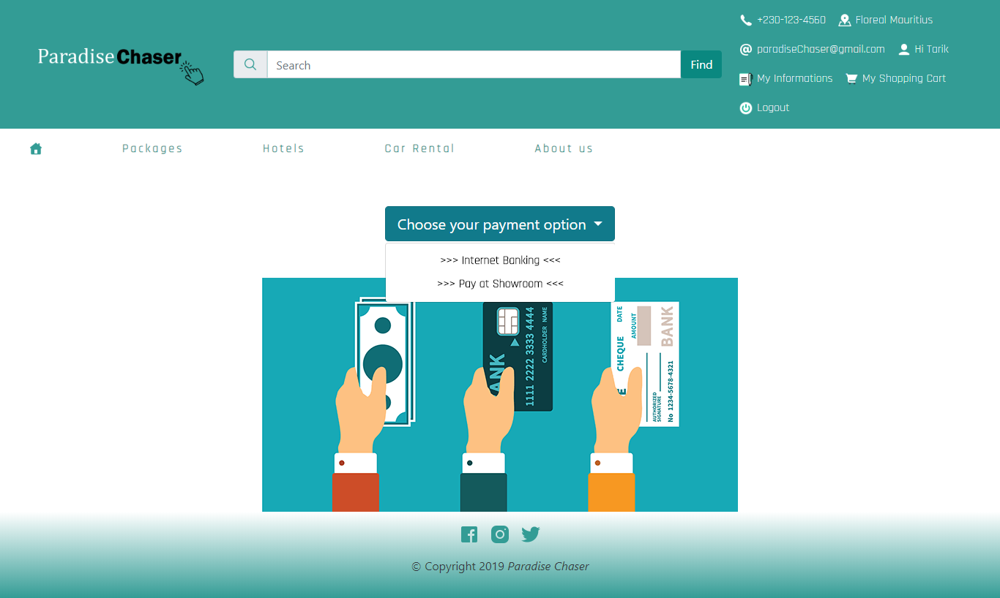 +230-123-4560 Floreal Mauritius
Paradise Chaser
Search
Find
paradiseChaser@gmail.com Hi Tarik
My Informations My Shopping Cart
Logout
Packages Hotels Car Rental About us
Choose your payment option
>>> Internet Banking <<<
>>> Pay at Showroom <<<
ANK
1111 2222 3333 4444
CARDHOLDER NAME
CHEQUE
DATE
AMOUNT
BANK
AUTHORIZED
SIGNATURE
No 1234-5678-4321
© Copyright 2019 Paradise Chaser